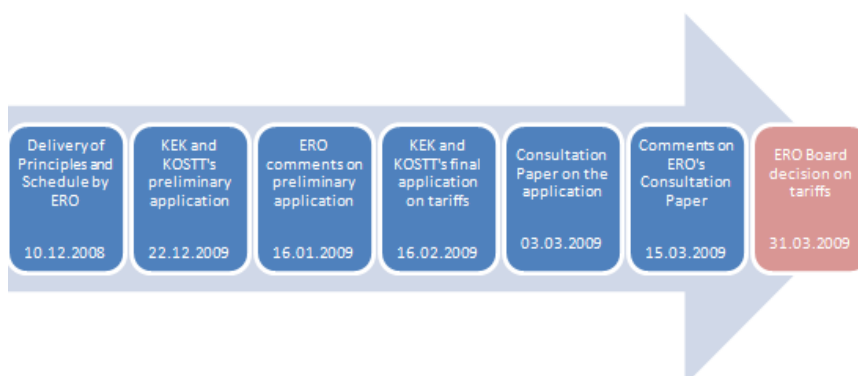 Delivery of
Principles and
Schedule by
ERO
10.12.2008
KEK and
KOSTT's
preliminary
application
22.12.2009
ERO
comments on
preliminary
application
16.01.2009
KEK and
KOSTT's final
application
on tariffs
16.02.2009
Consultation
Paper on the
application
03.03.2009
Comments on
ERO's
Consultation
Paper
15.03.2009
ERO Board
decision on
tariffs
31.03.2009